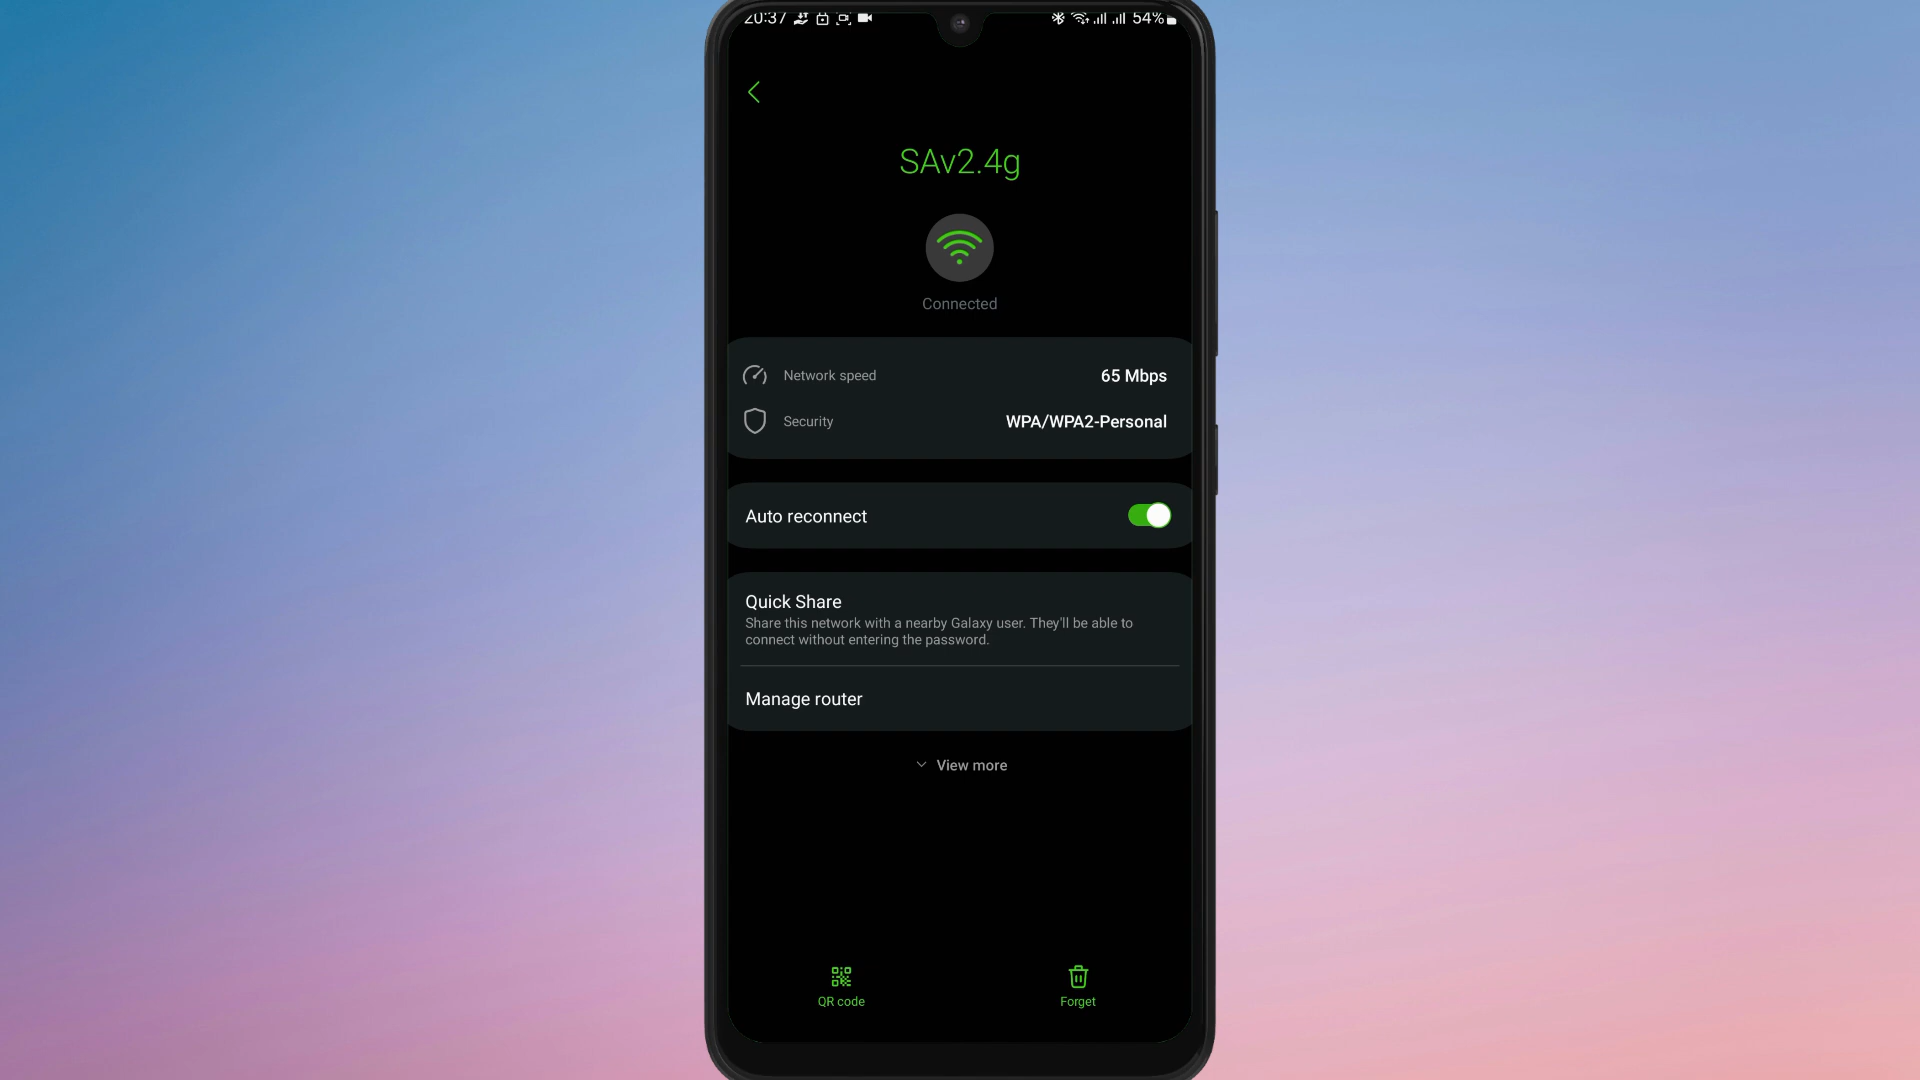 20:37 54%
SAv2.4g
Connected
Network speed 65 Mbps
Security WPA/WPA2-Personal
Auto reconnect
Quick Share
Share this network with a nearby Galaxy user. They'll be able to
connect without entering the password.
Manage router
View more
QR code Forget